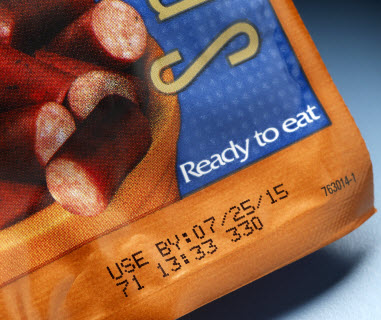 Ready to eat
USE BY:07/25/15
71 13:33 330
763014-1